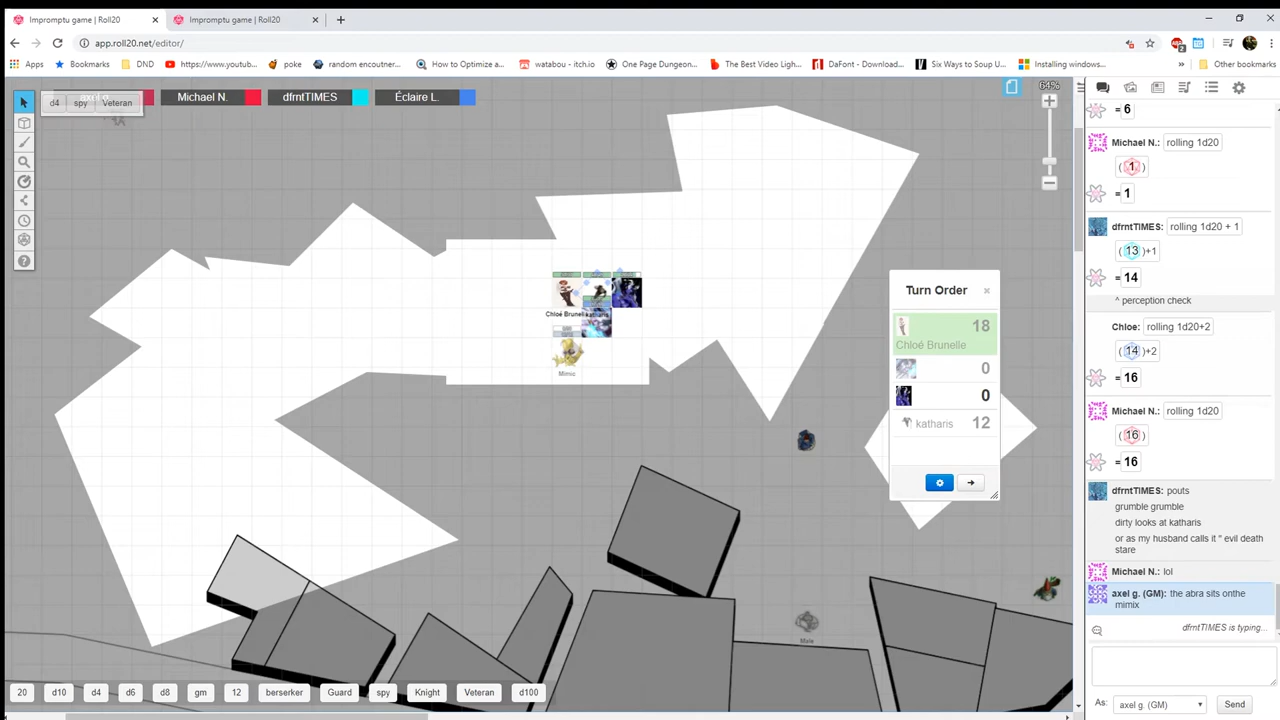 Impromptu game | Roll20
Impromptu game | Roll20
app.roll20.net/editor/
Apps
Bookmarks
DND
https://www.youtub...
poke
random encoutner...
How to Optimize a...
watabou - itch.io
One Page Dungeon...
The Best Video Ligh...
DaFont - Download...
Six Ways to Soup U...
Installing windows...
»
Other bookmarks
axel g.
Michael N.
dfrntTIMES
Éclaire L.
d4 spy Veteran
64%
Chloé Brunelle
katharis
Mimic
Male
Turn Order
18
Chloé Brunelle
0
0
katharis 12
= 6
Michael N.: rolling 1d20
( 1 )
= 1
dfrntTIMES: rolling 1d20 + 1
( 13 )+1
= 14
^ perception check
Chloe: rolling 1d20+2
( 14 )+2
= 16
Michael N.: rolling 1d20
( 16 )
= 16
dfrntTIMES: pouts
grumble grumble
dirty looks at katharis
or as my husband calls it " evil death
stare
Michael N.: lol
axel g. (GM): the abra sits onthe
mimix
dfrntTIMES is typing...
As: axel g. (GM) Send
20 d10 d4 d6 d8 gm 12 berserker Guard spy Knight Veteran d100